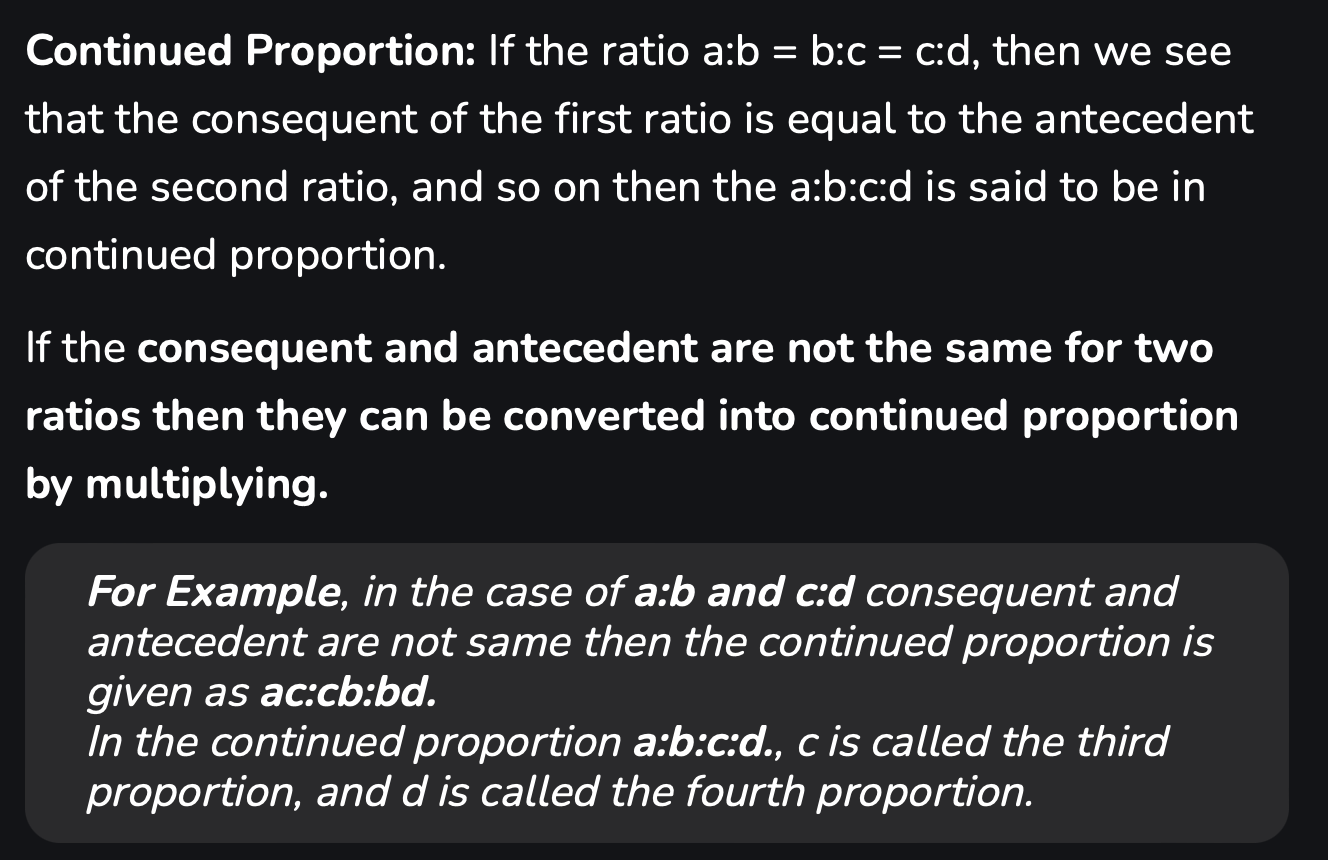 Continued Proportion: If the ratio a:b = b:c = c:d, then we see
that the consequent of the first ratio is equal to the antecedent
of the second ratio, and so on then the a:b:c:d is said to be in
continued proportion.
If the consequent and antecedent are not the same for two
ratios then they can be converted into continued proportion
by multiplying.
For Example, in the case of a:b and c:d consequent and
antecedent are not same then the continued proportion is
given as ac:cb:bd.
In the continued proportion a:b:c:d., c is called the third
proportion, and d is called the fourth proportion.